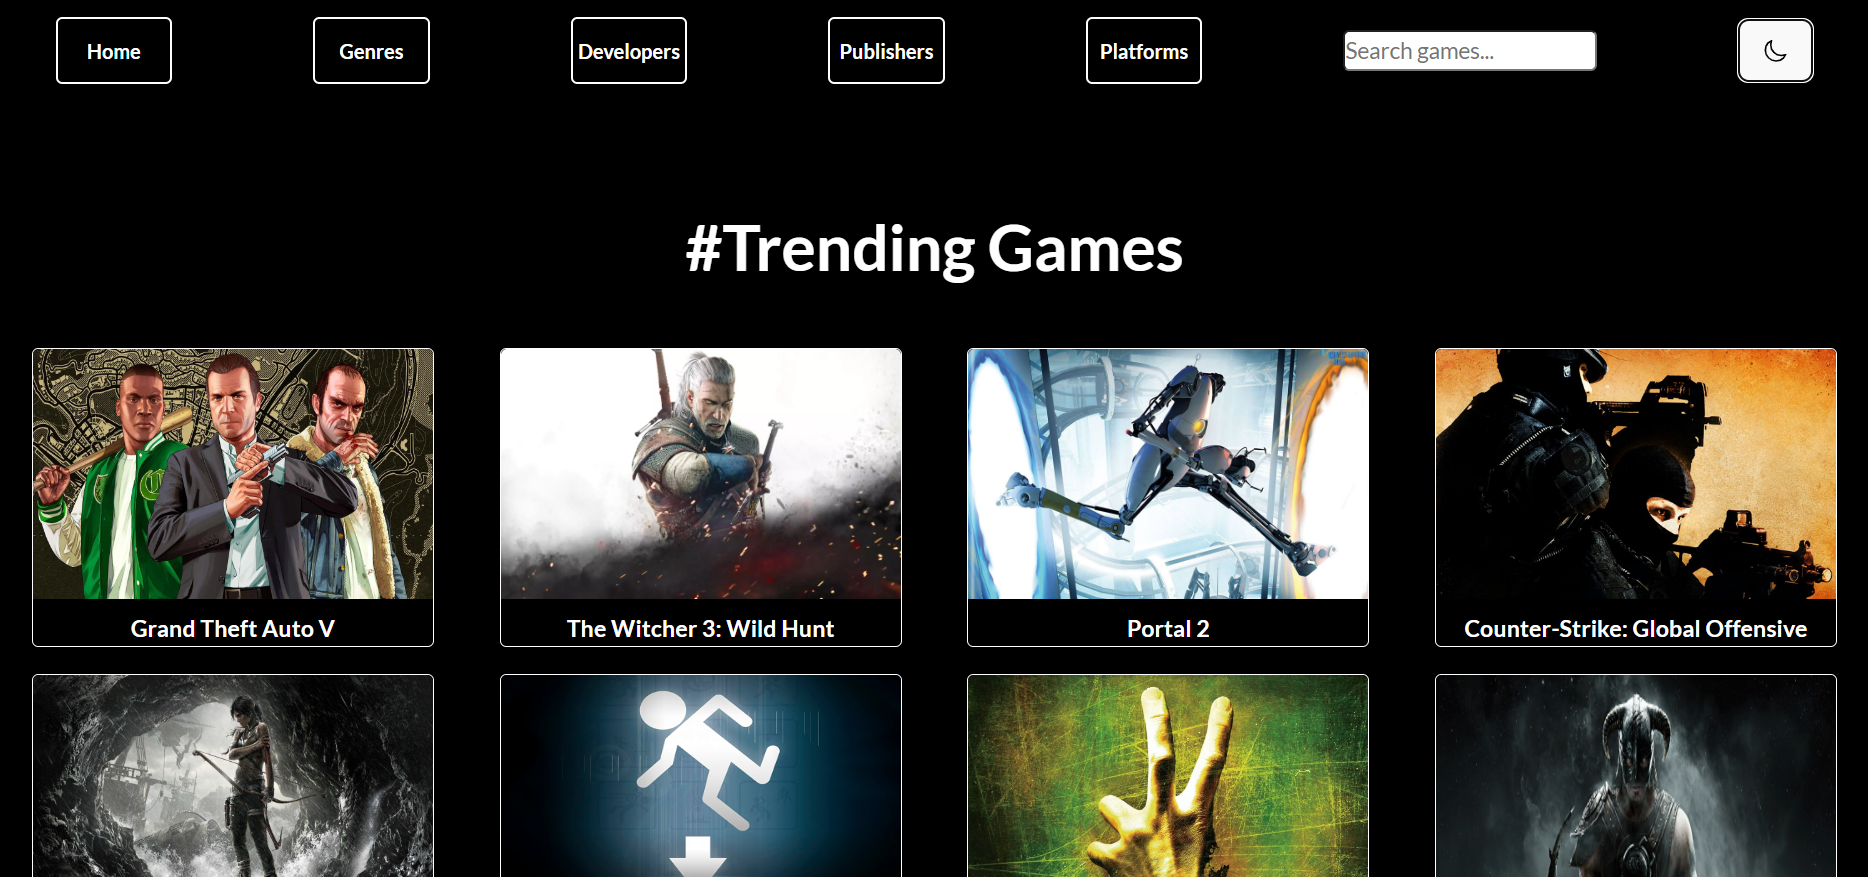 Home
Genres
Developers
Publishers
Platforms
Search games...
#Trending Games
Grand Theft Auto V
The Witcher 3: Wild Hunt
Portal 2
Counter-Strike: Global Offensive